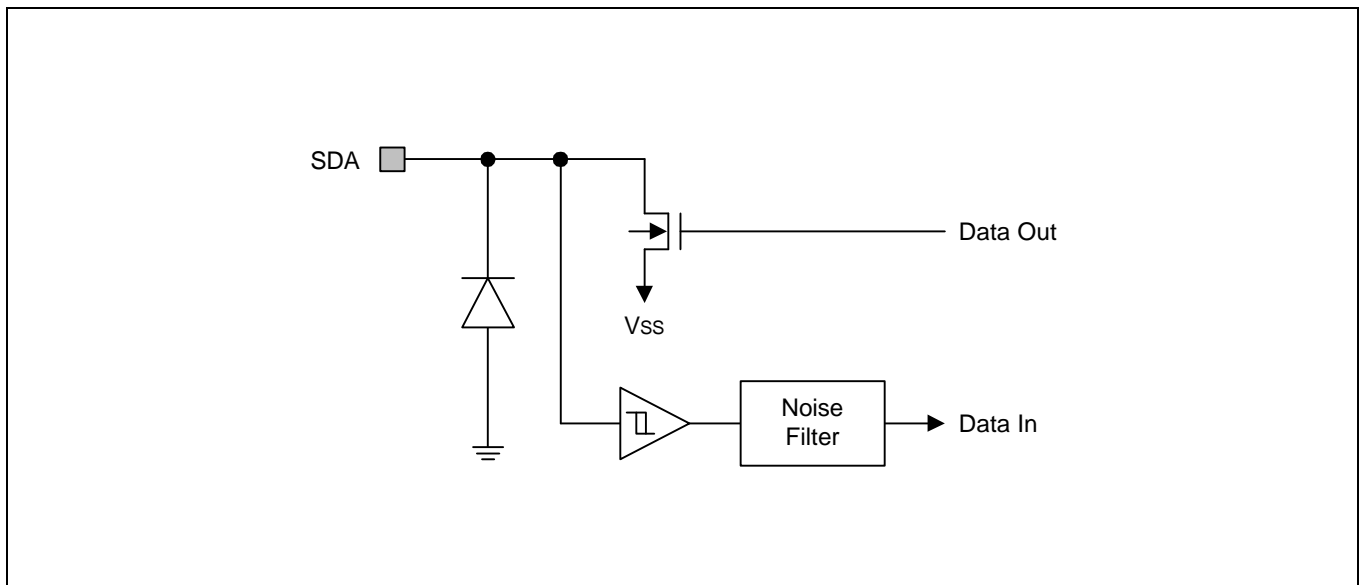 SDA
Data Out
VSS
Noise
Filter
Data In